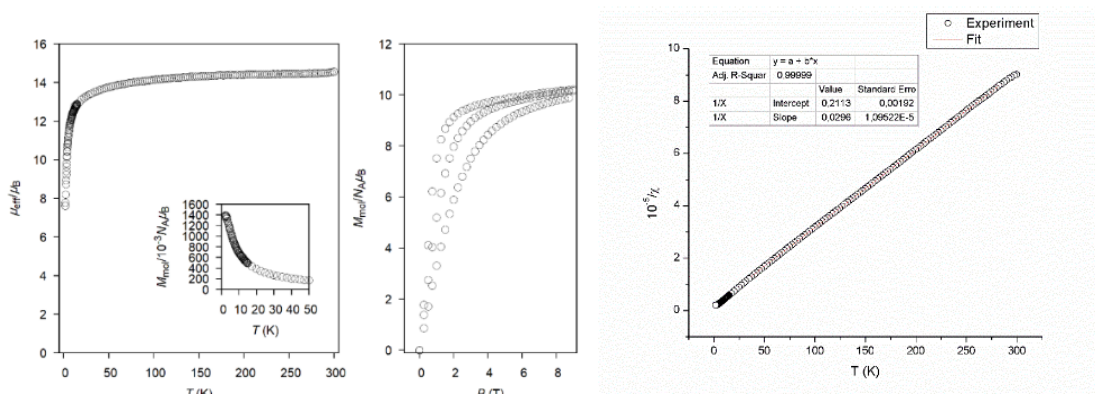 μeff/μB
16
14
12
10
8
6
4
2
0
0 50 100 150 200 250 300
T (K)
Mmol/10⁻³NAμB
1600
1400
1200
1000
800
600
400
200
0
0 10 20 30 40 50
T (K)
Mmol/NAμB
12
10
8
6
4
2
0
0 2 4 6 8
B (T)
Experiment
Fit
Equation y = a + b*x
Adj. R-Squar 0.99999
Value Standard Erro
1/X Intercept 0,2113 0,00192
1/X Slope 0,0296 1,09522E-5
10⁻⁶/χ
10
8
6
4
2
0
0 50 100 150 200 250 300
T (K)